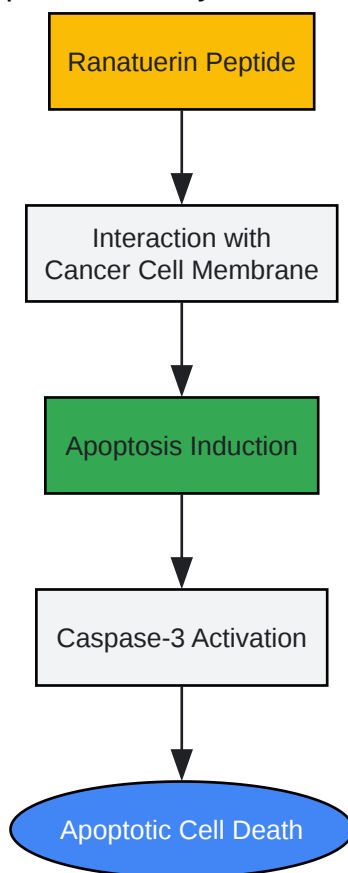 Ranatuerin Peptide
Interaction with
Cancer Cell Membrane
Apoptosis Induction
Caspase-3 Activation
Apoptotic Cell Death